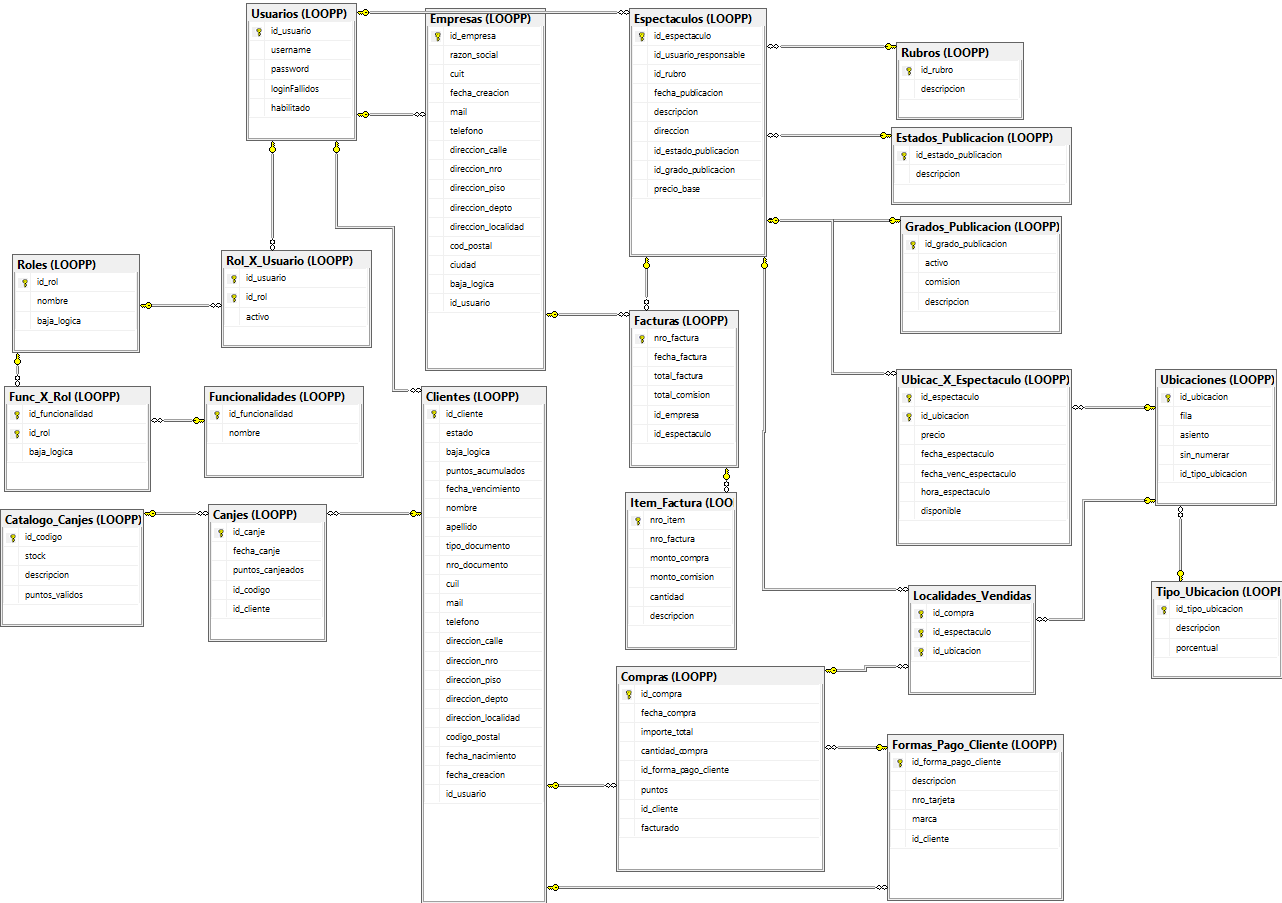 Usuarios (LOOPP)
id_usuario
username
password
loginFallidos
habilitado
Empresas (LOOPP)
id_empresa
razon_social
cuit
fecha_creacion
mail
telefono
direccion_calle
direccion_nro
direccion_piso
direccion_depto
direccion_localidad
cod_postal
ciudad
baja_logica
id_usuario
Espectaculos (LOOPP)
id_espectaculo
id_usuario_responsable
id_rubro
fecha_publicacion
descripcion
direccion
id_estado_publicacion
id_grado_publicacion
precio_base
Rubros (LOOPP)
id_rubro
descripcion
Estados_Publicacion (LOOPP)
id_estado_publicacion
descripcion
Grados_Publicacion (LOOPP)
id_grado_publicacion
activo
comision
descripcion
Roles (LOOPP)
id_rol
nombre
baja_logica
Rol_X_Usuario (LOOPP)
id_usuario
id_rol
activo
Facturas (LOOPP)
nro_factura
fecha_factura
total_factura
total_comision
id_empresa
id_espectaculo
Ubicac_X_Espectaculo (LOOPP)
id_espectaculo
id_ubicacion
precio
fecha_espectaculo
fecha_venc_espectaculo
hora_espectaculo
disponible
Ubicaciones (LOOPP)
id_ubicacion
fila
asiento
sin_numerar
id_tipo_ubicacion
Func_X_Rol (LOOPP)
id_funcionalidad
id_rol
baja_logica
Funcionalidades (LOOPP)
id_funcionalidad
nombre
Clientes (LOOPP)
id_cliente
estado
baja_logica
puntos_acumulados
fecha_vencimiento
nombre
apellido
tipo_documento
nro_documento
cuil
mail
telefono
direccion_calle
direccion_nro
direccion_piso
direccion_depto
direccion_localidad
codigo_postal
fecha_nacimiento
fecha_creacion
id_usuario
Catalogo_Canjes (LOOPP)
id_codigo
stock
descripcion
puntos_validos
Canjes (LOOPP)
id_canje
fecha_canje
puntos_canjeados
id_codigo
id_cliente
Item_Factura (LOO
nro_item
nro_factura
monto_compra
monto_comision
cantidad
descripcion
Localidades_Vendidas
id_compra
id_espectaculo
id_ubicacion
Tipo_Ubicacion (LOOPI
id_tipo_ubicacion
descripcion
porcentual
Compras (LOOPP)
id_compra
fecha_compra
importe_total
cantidad_compra
id_forma_pago_cliente
puntos
id_cliente
facturado
Formas_Pago_Cliente (LOOPP)
id_forma_pago_cliente
descripcion
nro_tarjeta
marca
id_cliente